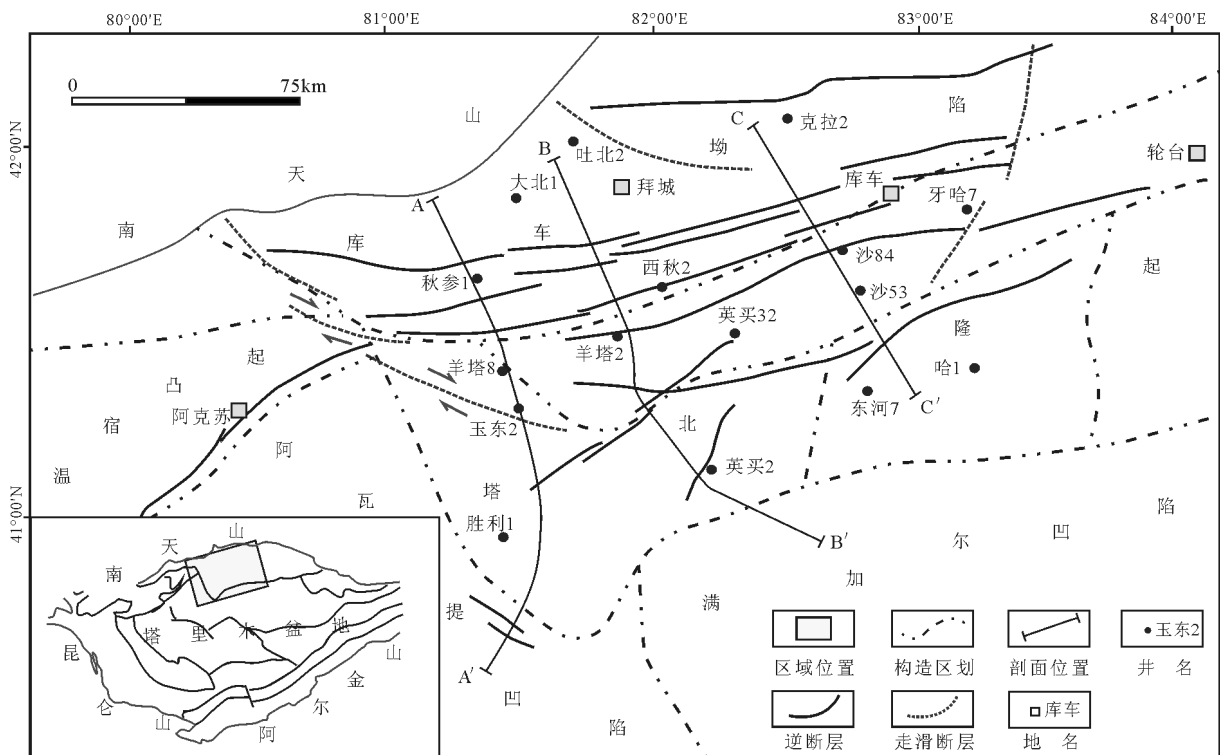 80°00′E
81°00′E
82°00′E
83°00′E
84°00′E
0
75km
山
陷
C
克拉2
42°00′N
吐北2
坳
B
轮台
天
大北1
拜城
库车
A
牙哈7
南
库
车
沙84
西秋2
起
秋参1
沙53
英买32
隆
起
羊塔2
羊塔8
哈1
凸
阿克苏
东河7
C′
宿
玉东2
北
阿
英买2
温
瓦
塔
41°00′N
胜利1
陷
凹
B′
尔
山
天
加
南
提
满
塔里木盆地
玉东2
昆
山
A′
区域位置
构造区划
剖面位置
井名
金
凹
仑
尔
库车
山
阿
陷
逆断层
走滑断层
地名